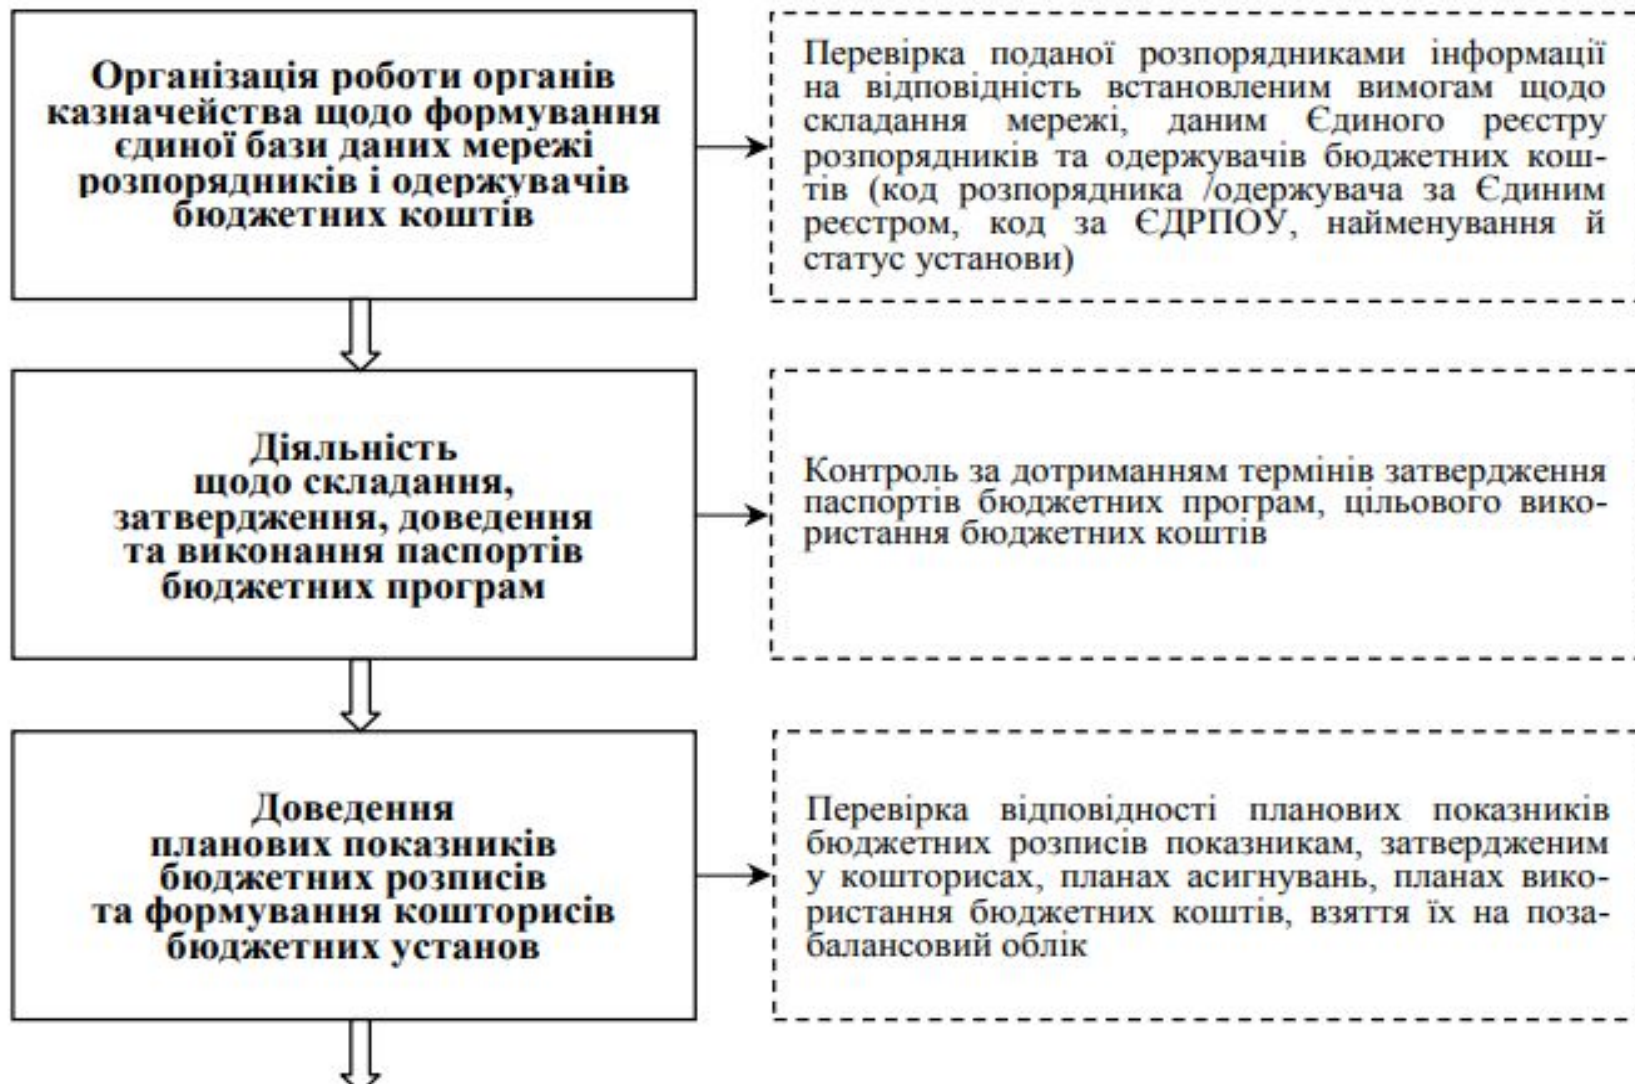 Організація роботи органів
казначейства щодо формування
єдиної бази даних мережі
розпорядників і одержувачів
бюджетних коштів
Перевірка поданої розпорядниками інформації
на відповідність встановленим вимогам щодо
складання мережі, даним Єдиного реєстру
розпорядників та одержувачів бюджетних кош-
тів (код розпорядника /одержувача за Єдиним
реєстром, код за ЄДРПОУ, найменування й
статус установи)
Діяльність
щодо складання,
затвердження, доведення
та виконання паспортів
бюджетних програм
Контроль за дотриманням термінів затвердження
паспортів бюджетних програм, цільового вико-
ристання бюджетних коштів
Доведення
планових показників
бюджетних розписів
та формування кошторисів
бюджетних установ
Перевірка відповідності планових показників
бюджетних розписів показникам, затвердженим
у кошторисах, планах асигнувань, планах вико-
ристання бюджетних коштів, взяття їх на поза-
балансовий облік